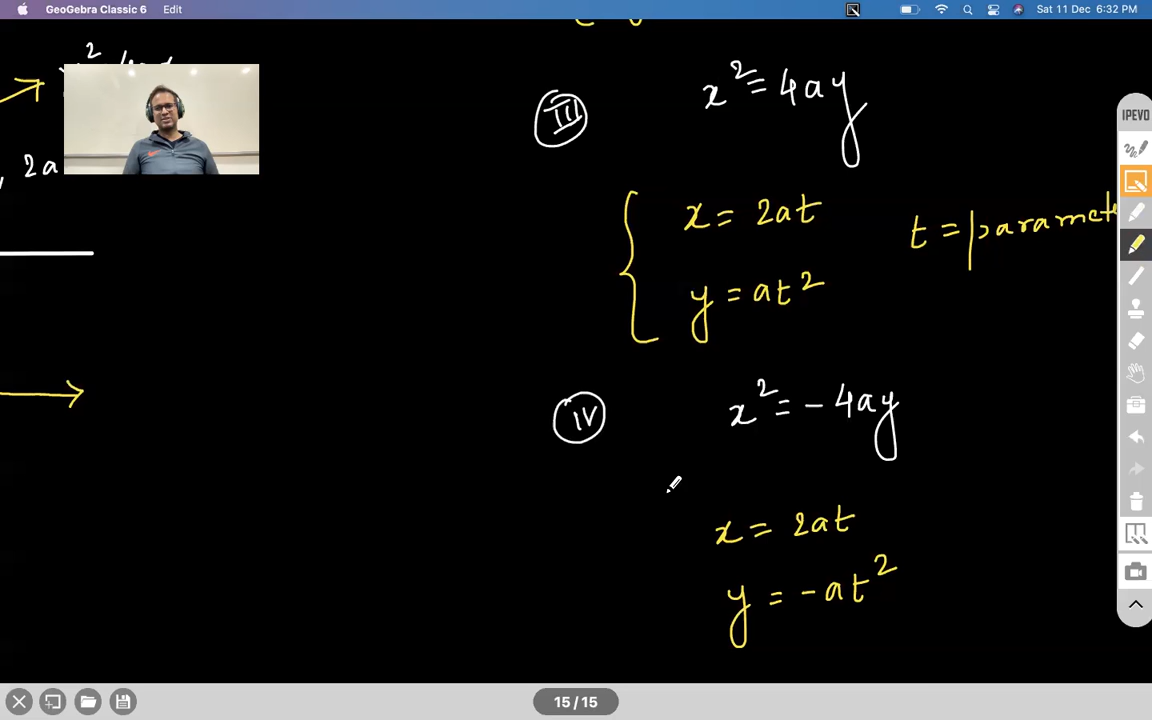 GeoGebra Classic 6 Edit Sat 11 Dec 6:32 PM
IPEVO
2a
III x² = 4ay
x = 2at
t = paramete
y = at²
IV x² = -4ay
x = 2at
y = -at²
15 / 15